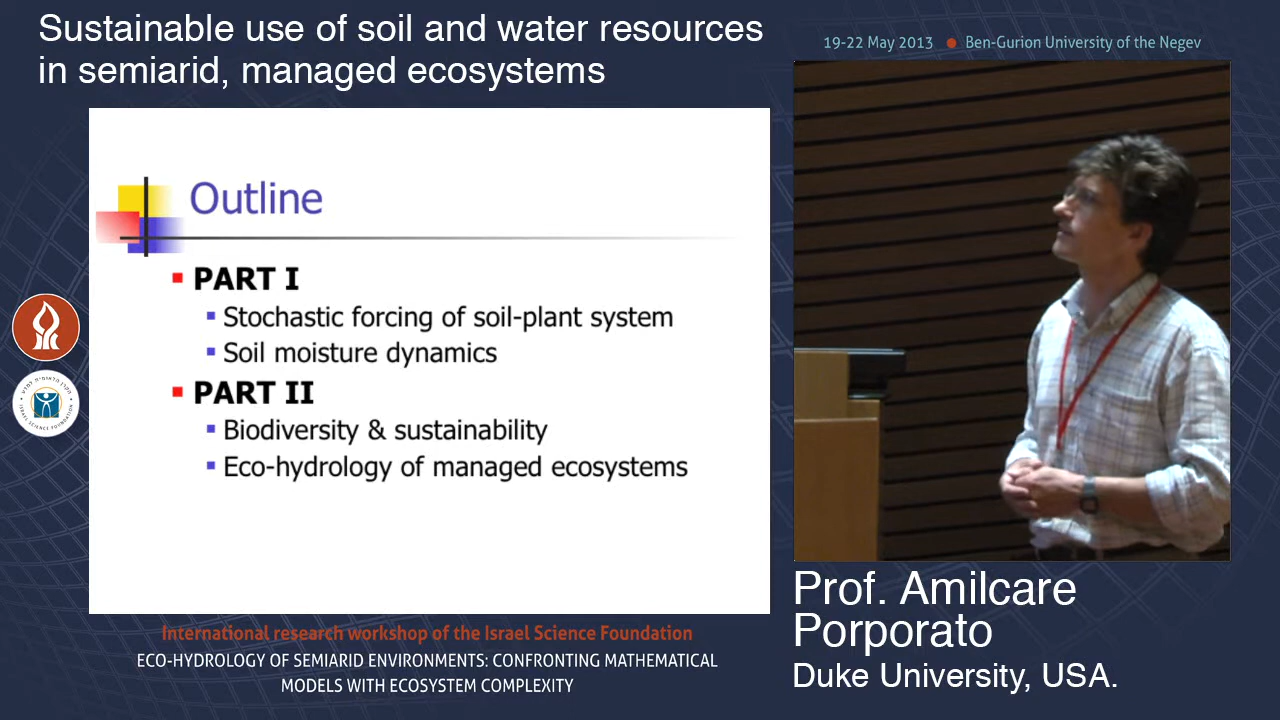 Sustainable use of soil and water resources
in semiarid, managed ecosystems
19-22 May 2013 ● Ben-Gurion University of the Negev
Outline
PART I
Stochastic forcing of soil-plant system
Soil moisture dynamics
PART II
Biodiversity & sustainability
Eco-hydrology of managed ecosystems
International research workshop of the Israel Science Foundation
ECO-HYDROLOGY OF SEMIARID ENVIRONMENTS: CONFRONTING MATHEMATICAL
MODELS WITH ECOSYSTEM COMPLEXITY
Prof. Amilcare
Porporato
Duke University, USA.